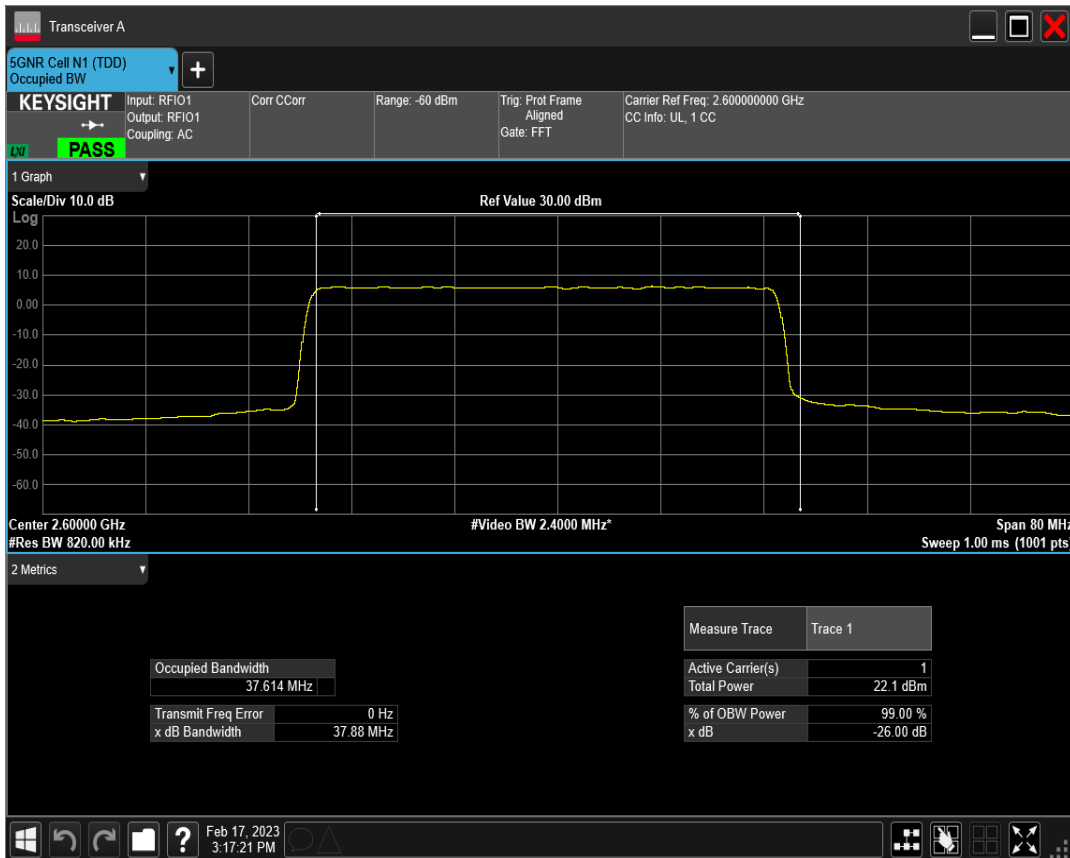 Transceiver A
5GNR Cell N1 (TDD)
Occupied BW
+
KEYSIGHT
LXI
PASS
Input: RFIO1
Output: RFIO1
Coupling: AC
Corr CCorr
Range: -60 dBm
Trig: Prot Frame
Aligned
Gate: FFT
Carrier Ref Freq: 2.600000000 GHz
CC Info: UL, 1 CC
1 Graph
Scale/Div 10.0 dB
Ref Value 30.00 dBm
Log
20.0
10.0
0.00
-10.0
-20.0
-30.0
-40.0
-50.0
-60.0
Center 2.60000 GHz
#Video BW 2.4000 MHz*
Span 80 MHz
#Res BW 820.00 kHz
Sweep 1.00 ms (1001 pts)
2 Metrics
Measure Trace
Trace 1
Occupied Bandwidth
37.614 MHz
Active Carrier(s) 1
Total Power 22.1 dBm
Transmit Freq Error 0 Hz
x dB Bandwidth 37.88 MHz
% of OBW Power 99.00 %
x dB -26.00 dB
?
Feb 17, 2023
3:17:21 PM